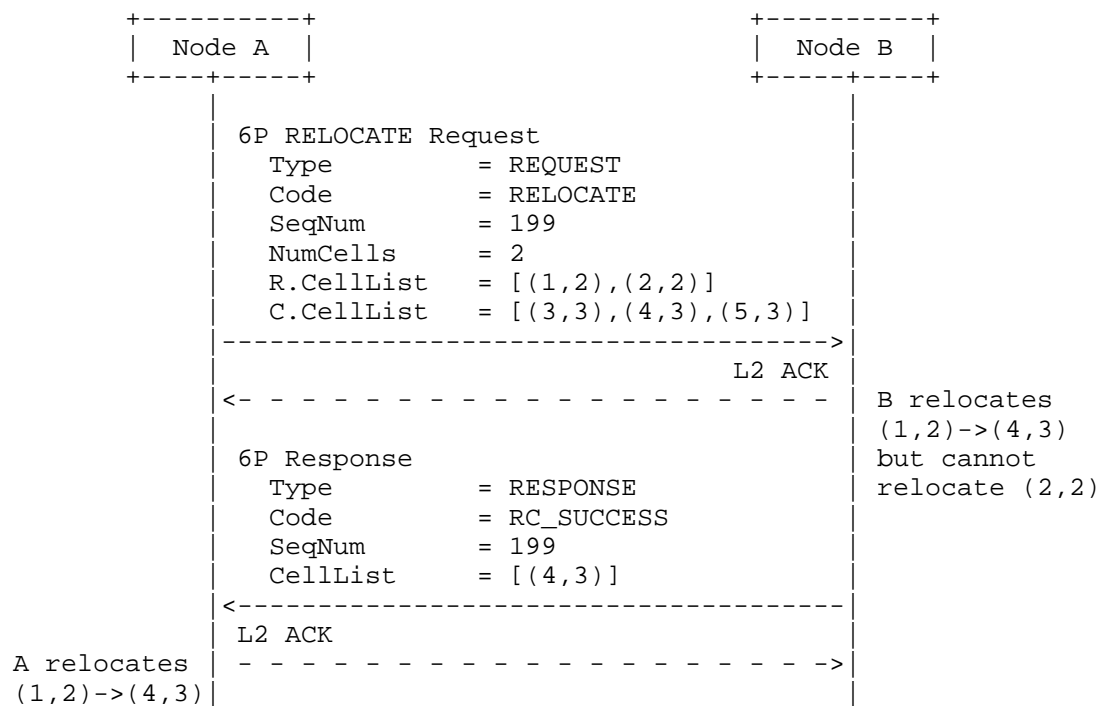 Node A Node B
6P RELOCATE Request
Type = REQUEST
Code = RELOCATE
SeqNum = 199
NumCells = 2
R.CellList = [(1,2),(2,2)]
C.CellList = [(3,3),(4,3),(5,3)]
L2 ACK
B relocates
(1,2)->(4,3)
6P Response but cannot
Type = RESPONSE relocate (2,2)
Code = RC_SUCCESS
SeqNum = 199
CellList = [(4,3)]
L2 ACK
A relocates
(1,2)->(4,3)